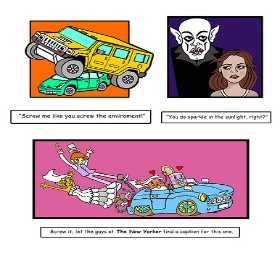 "Screw me like you screw the enviroment!"
"You do sparkle in the sunlight, right?"
Screw it, let the guys at The New Yorker find a caption for this one.